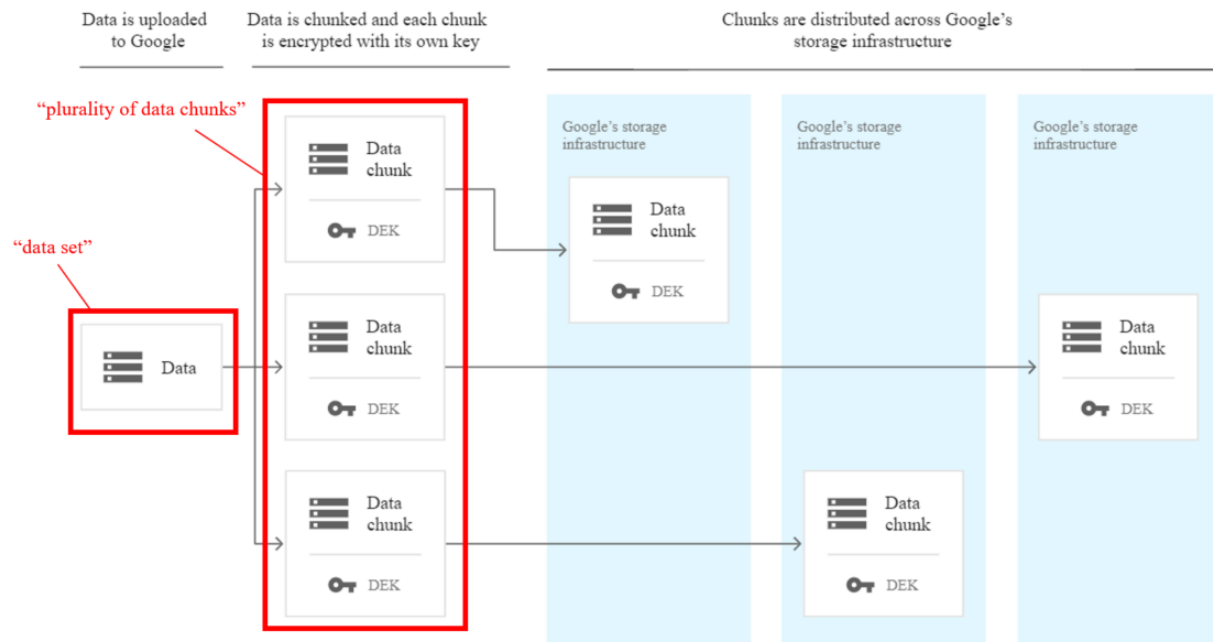 Data is uploaded
to Google
Data is chunked and each chunk
is encrypted with its own key
Chunks are distributed across Google's
storage infrastructure
“plurality of data chunks”
“data set”
Data
Data
chunk
DEK
Data
chunk
DEK
Data
chunk
DEK
Google's storage
infrastructure
Data
chunk
DEK
Google's storage
infrastructure
Data
chunk
DEK
Google's storage
infrastructure
Data
chunk
DEK